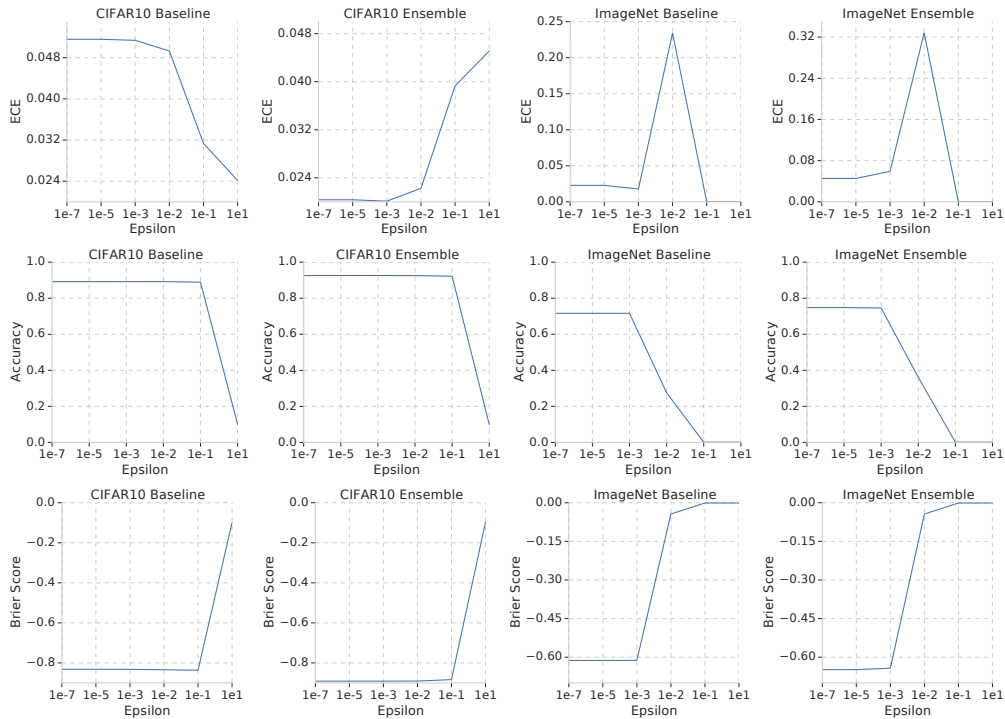 CIFAR10 Baseline
0.048
0.040
0.032
0.024
ECE
1e-7 1e-5 1e-3 1e-2 1e-1 1e1
Epsilon
CIFAR10 Ensemble
0.048
0.040
0.032
0.024
ECE
1e-7 1e-5 1e-3 1e-2 1e-1 1e1
Epsilon
ImageNet Baseline
0.25
0.20
0.15
0.10
0.05
0.00
ECE
1e-7 1e-5 1e-3 1e-2 1e-1 1e1
Epsilon
ImageNet Ensemble
0.32
0.24
0.16
0.08
0.00
ECE
1e-7 1e-5 1e-3 1e-2 1e-1 1e1
Epsilon
CIFAR10 Baseline
1.0
0.8
0.6
0.4
0.2
0.0
Accuracy
1e-7 1e-5 1e-3 1e-2 1e-1 1e1
Epsilon
CIFAR10 Ensemble
1.0
0.8
0.6
0.4
0.2
0.0
Accuracy
1e-7 1e-5 1e-3 1e-2 1e-1 1e1
Epsilon
ImageNet Baseline
1.0
0.8
0.6
0.4
0.2
0.0
Accuracy
1e-7 1e-5 1e-3 1e-2 1e-1 1e1
Epsilon
ImageNet Ensemble
1.0
0.8
0.6
0.4
0.2
0.0
Accuracy
1e-7 1e-5 1e-3 1e-2 1e-1 1e1
Epsilon
CIFAR10 Baseline
0.0
−0.2
−0.4
−0.6
−0.8
Brier Score
1e-7 1e-5 1e-3 1e-2 1e-1 1e1
Epsilon
CIFAR10 Ensemble
0.0
−0.2
−0.4
−0.6
−0.8
Brier Score
1e-7 1e-5 1e-3 1e-2 1e-1 1e1
Epsilon
ImageNet Baseline
0.00
−0.15
−0.30
−0.45
−0.60
Brier Score
1e-7 1e-5 1e-3 1e-2 1e-1 1e1
Epsilon
ImageNet Ensemble
0.00
−0.15
−0.30
−0.45
−0.60
Brier Score
1e-7 1e-5 1e-3 1e-2 1e-1 1e1
Epsilon